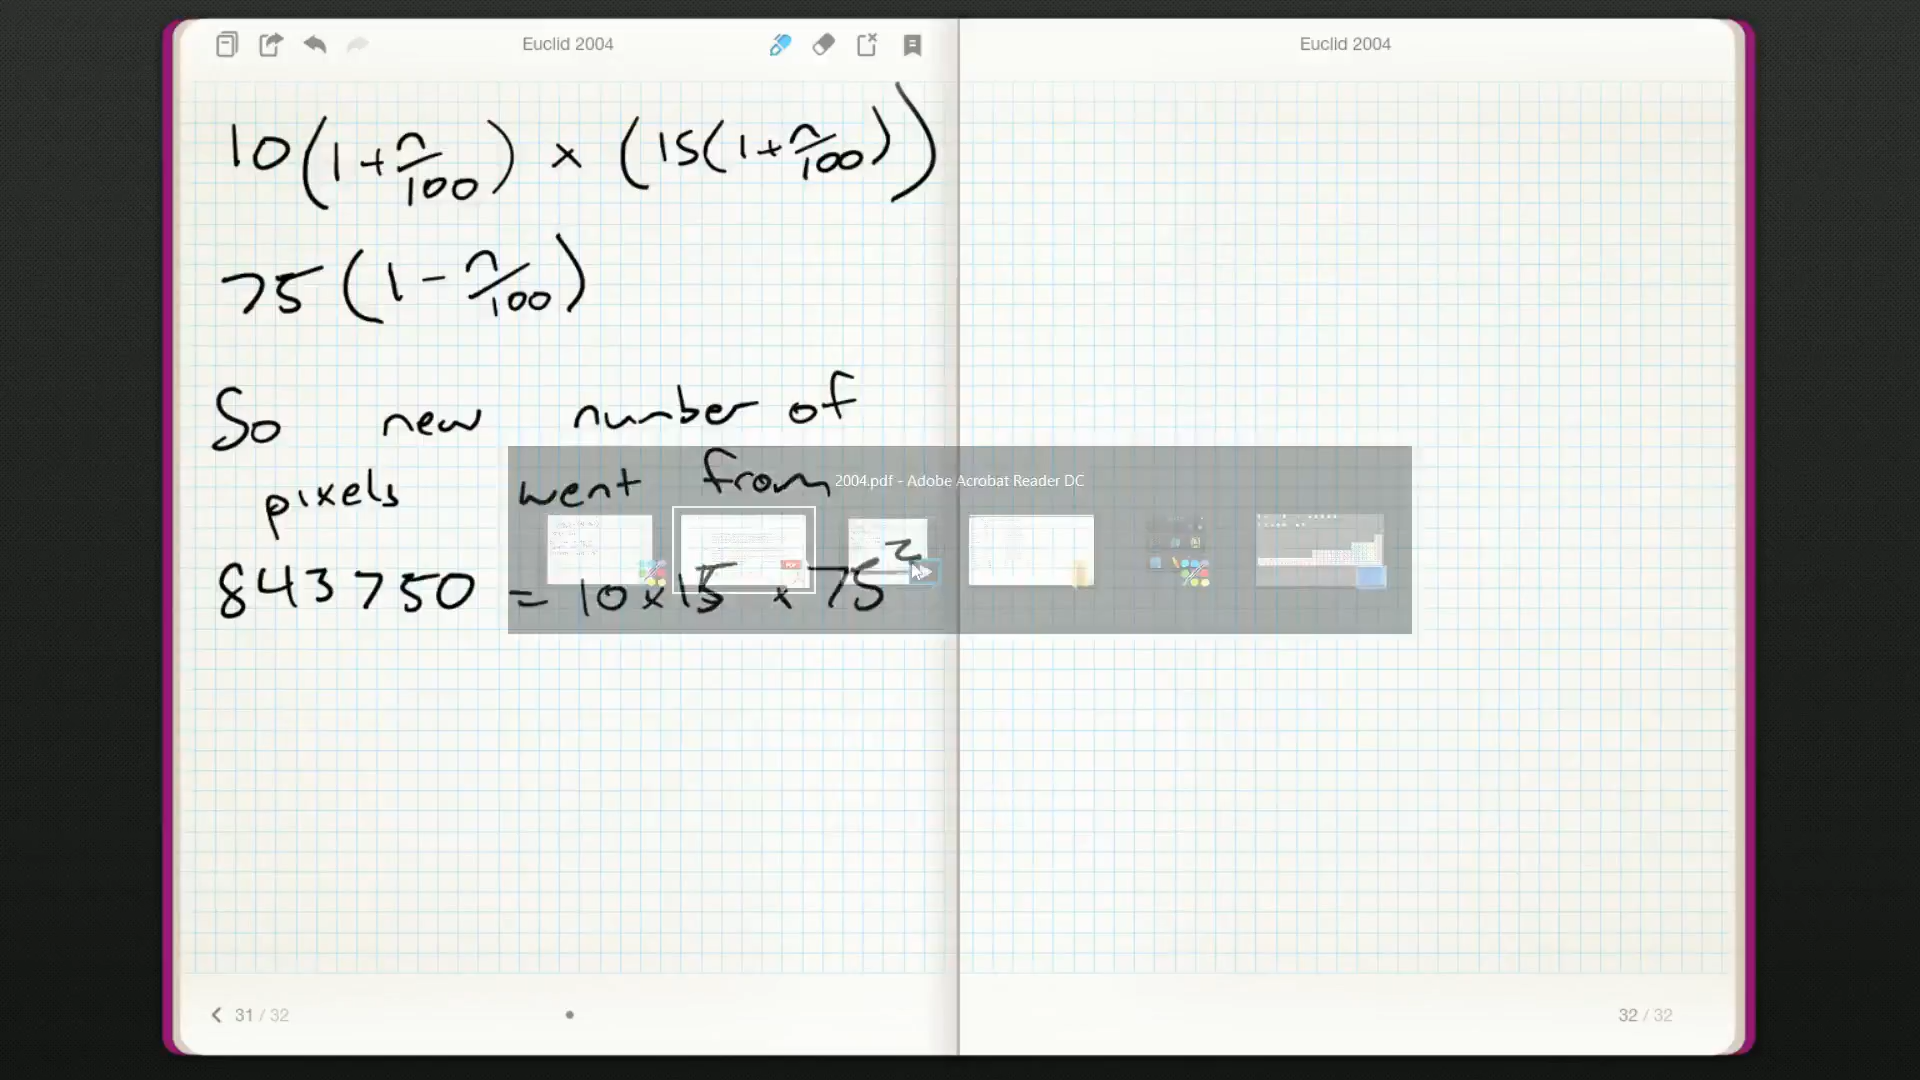 Euclid 2004
Euclid 2004
10(1+n/100) × (15(1+n/100))
75(1-n/100)
So new number of
pixels went from
2004.pdf - Adobe Acrobat Reader DC
843750 = 10×15 × 75²
31 / 32
32 / 32